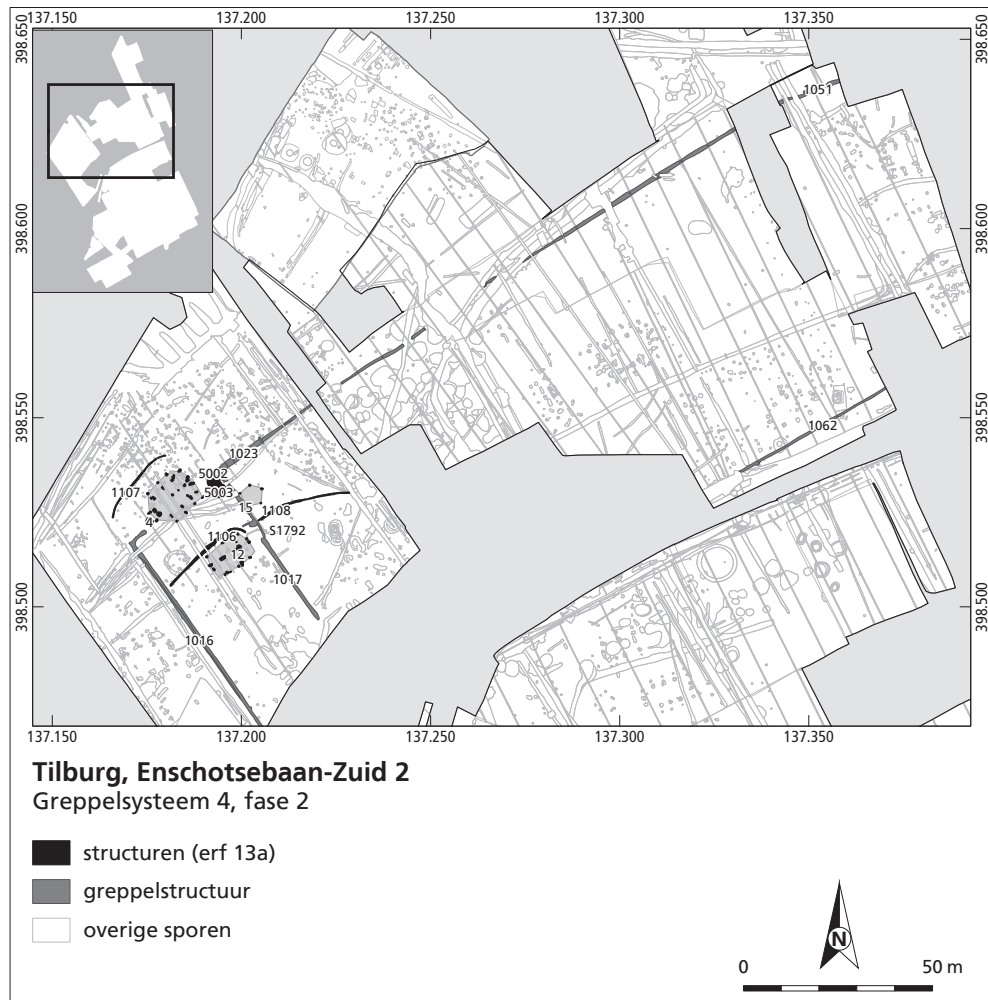 137.150 137.200 137.250 137.300 137.350
398.650 398.650
1051
398.600 398.600
398.550 398.550
1062
1023
5002
1107 5003
15 1108
4 S1792
1106
12
1017
398.500 398.500
1016
137.150 137.200 137.250 137.300 137.350
Tilburg, Enschotsebaan-Zuid 2
Greppelsysteem 4, fase 2
structuren (erf 13a)
greppelstructuur
overige sporen
N
0 50 m